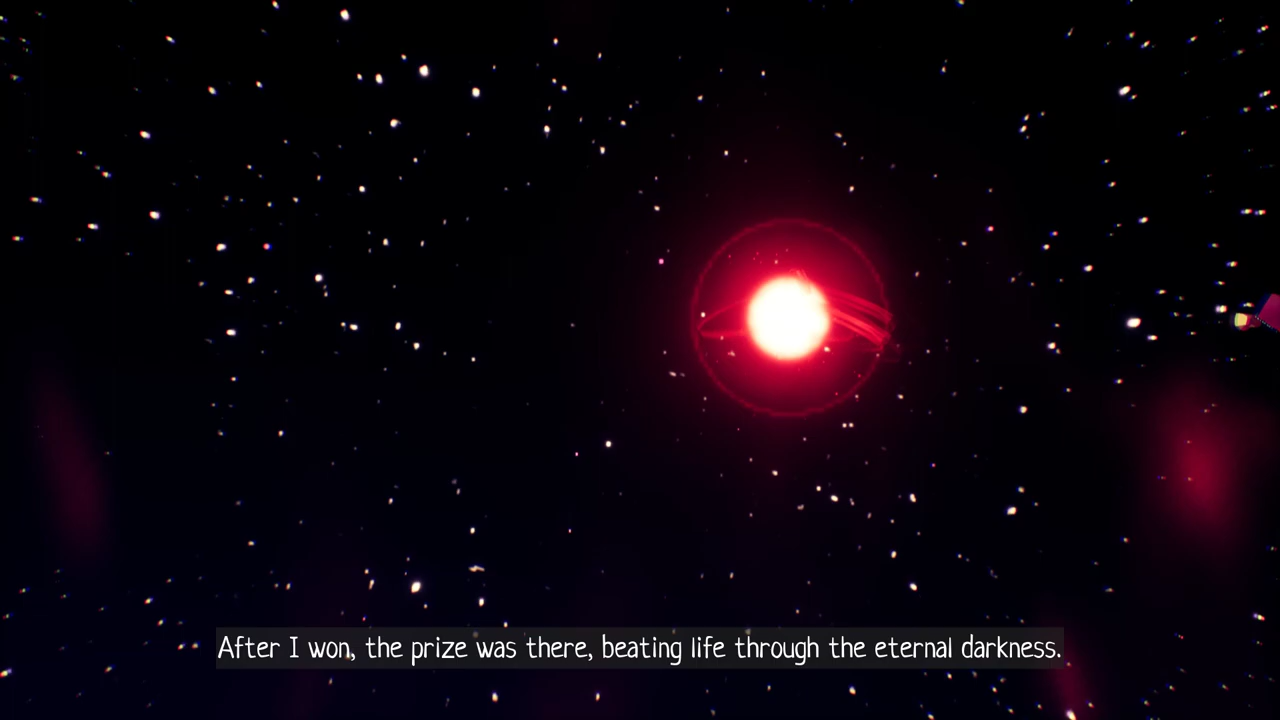 After I won, the prize was there, beating life through the eternal darkness.